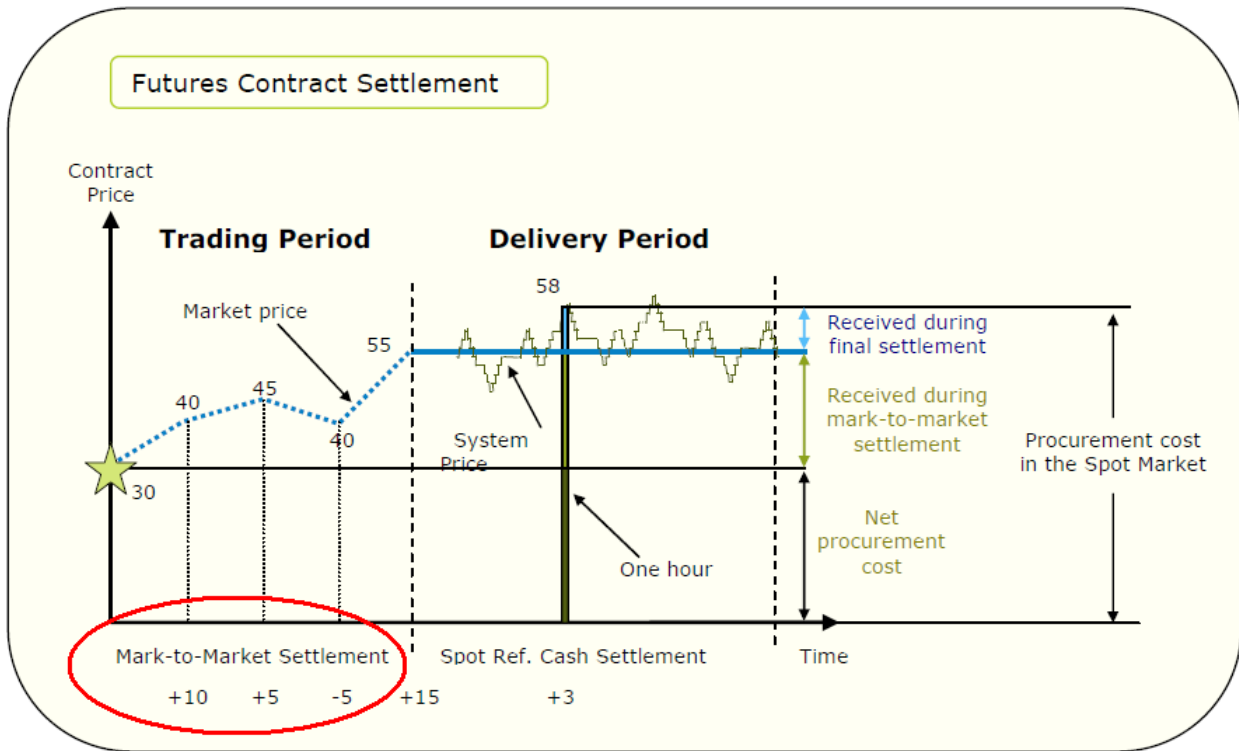 Futures Contract Settlement
Contract
Price
Trading Period
Delivery Period
58
Market price
Received during
final settlement
55
45
40
40
Received during
mark-to-market
settlement
System
Price
Procurement cost
in the Spot Market
30
Net
procurement
cost
One hour
Mark-to-Market Settlement
Spot Ref. Cash Settlement
Time
+10
+5
-5
+15
+3